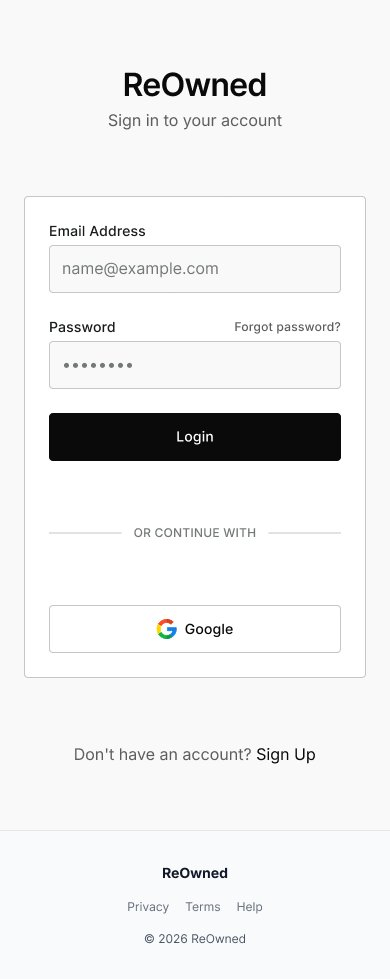 ReOwned
Sign in to your account
Email Address
name@example.com
Password Forgot password?
••••••••
Login
OR CONTINUE WITH
Google
Don't have an account? Sign Up
ReOwned
Privacy Terms Help
© 2026 ReOwned